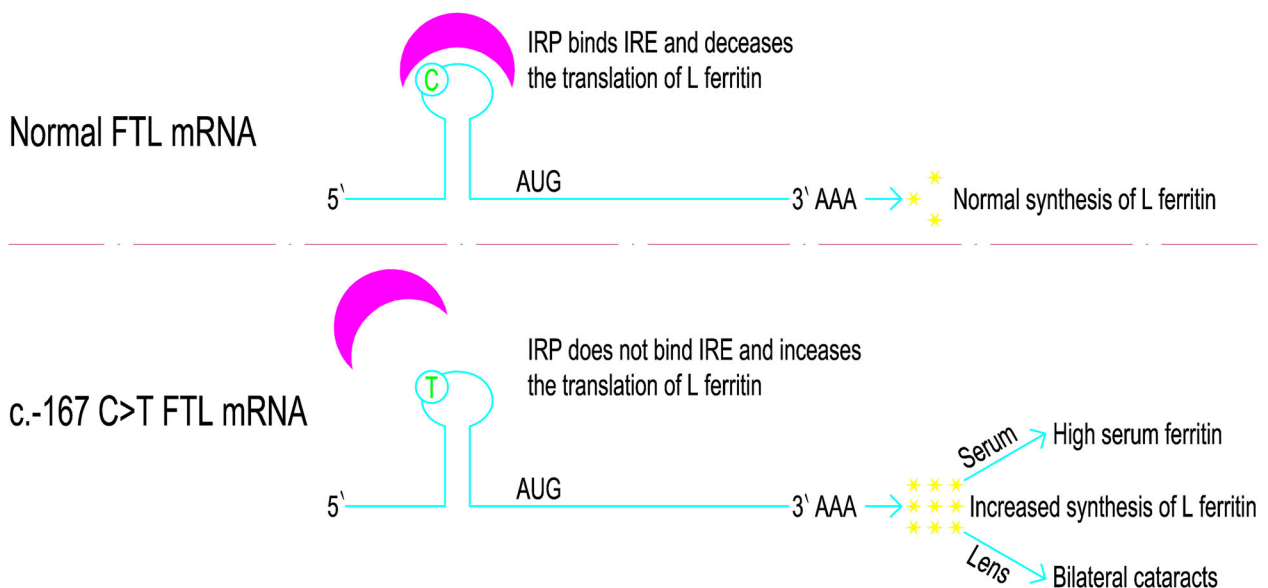 IRP binds IRE and deceases
the translation of L ferritin
C
Normal FTL mRNA
5` AUG 3` AAA Normal synthesis of L ferritin
IRP does not bind IRE and inceases
the translation of L ferritin
T
c.-167 C>T FTL mRNA
Serum High serum ferritin
5` AUG 3` AAA Increased synthesis of L ferritin
Lens Bilateral cataracts